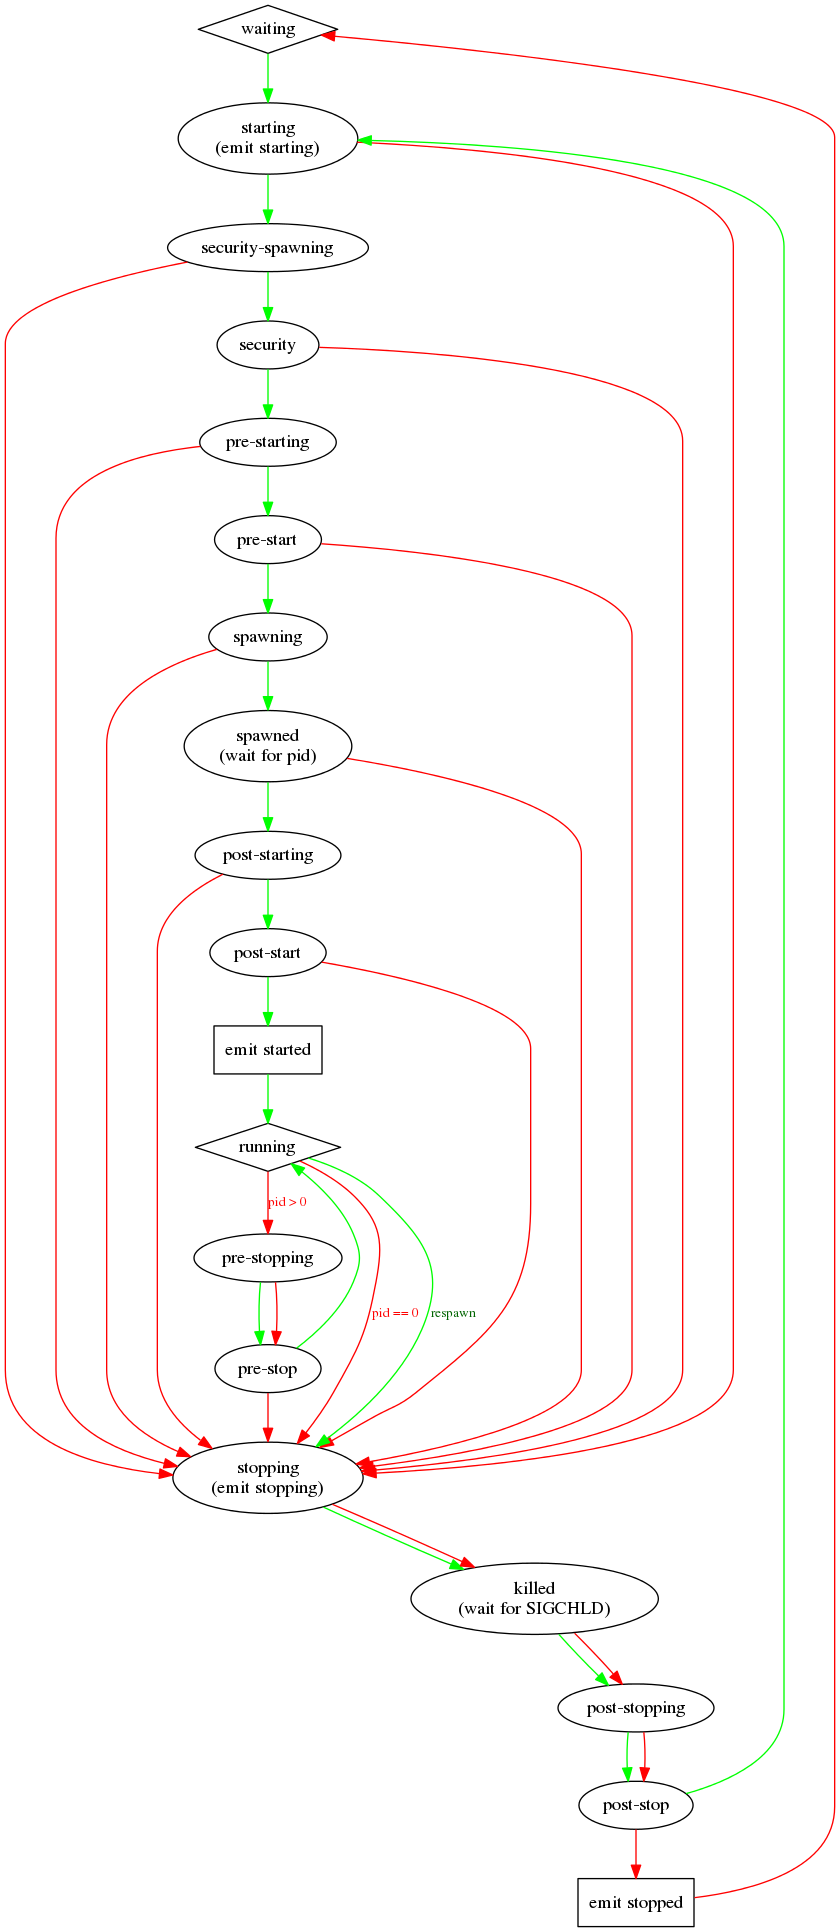 waiting
starting
(emit starting)
security-spawning
security
pre-starting
pre-start
spawning
spawned
(wait for pid)
post-starting
post-start
emit started
running
pid > 0
pre-stopping
pid == 0
respawn
pre-stop
stopping
(emit stopping)
killed
(wait for SIGCHLD)
post-stopping
post-stop
emit stopped